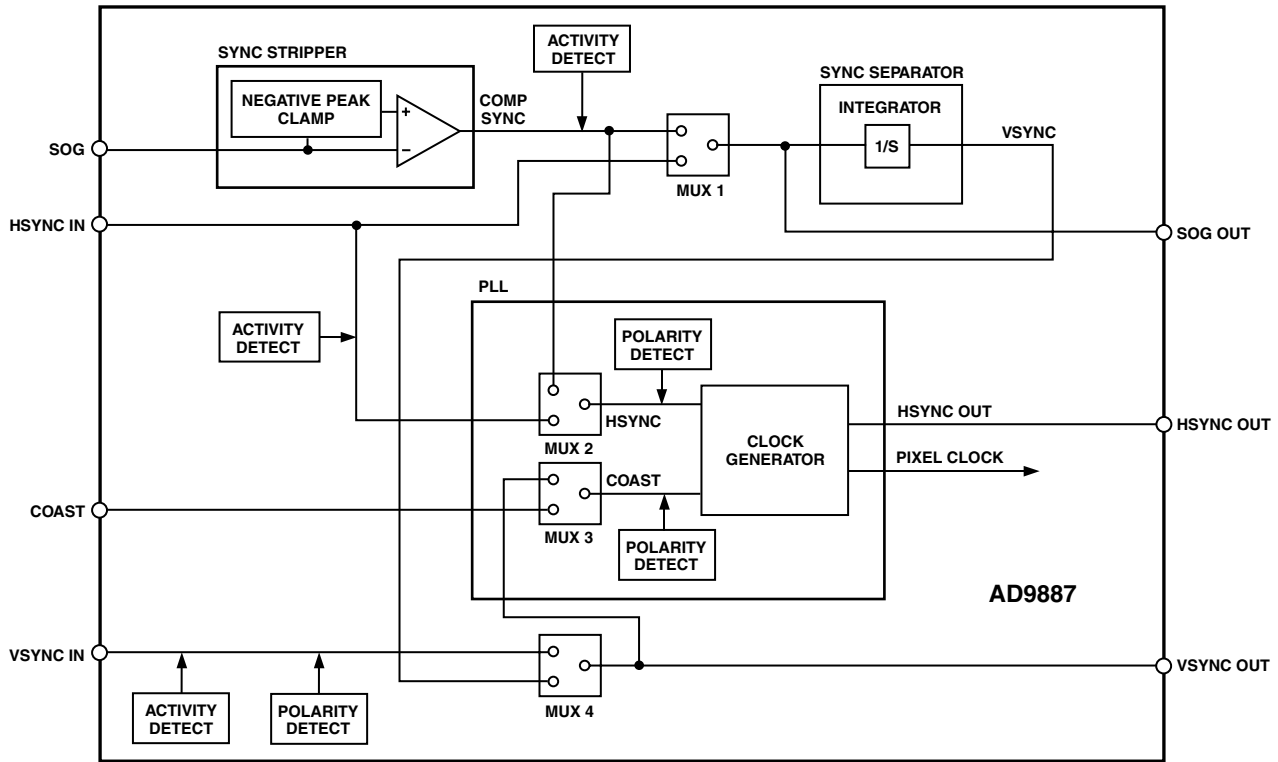 SYNC STRIPPER
NEGATIVE PEAK
CLAMP
+
–
COMP
SYNC
ACTIVITY
DETECT
SYNC SEPARATOR
INTEGRATOR
1/S
VSYNC
MUX 1
SOG
HSYNC IN
SOG OUT
PLL
ACTIVITY
DETECT
POLARITY
DETECT
HSYNC
MUX 2
CLOCK
GENERATOR
HSYNC OUT
HSYNC OUT
PIXEL CLOCK
COAST
COAST
MUX 3
POLARITY
DETECT
AD9887
VSYNC IN
VSYNC OUT
ACTIVITY
DETECT
POLARITY
DETECT
MUX 4